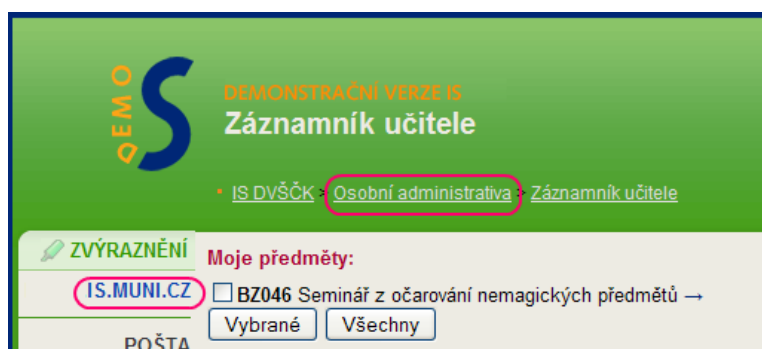 DEMO
DEMONSTRAČNÍ VERZE IS
Záznamník učitele
IS DVŠČK > Osobní administrativa > Záznamník učitele
ZVÝRAZNĚNÍ
IS.MUNI.CZ
POŠTA
Moje předměty:
BZ046 Seminář z očarování nemagických předmětů →
Vybrané Všechny